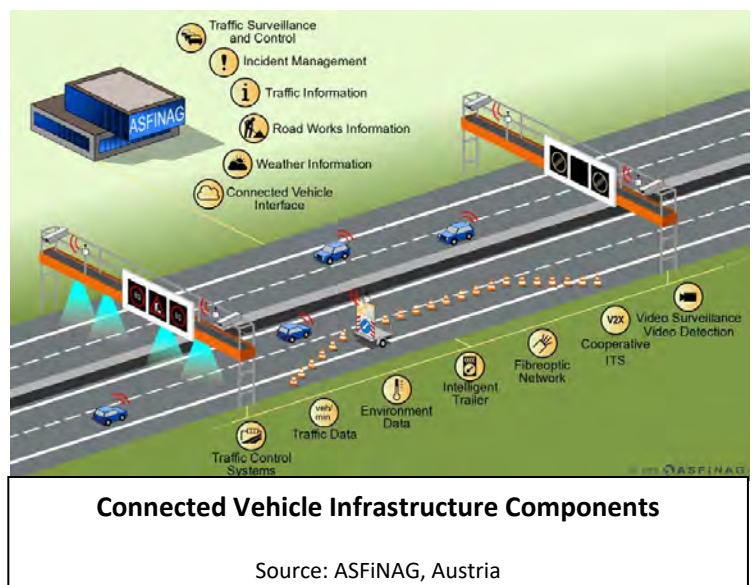 Traffic Surveillance
and Control
Incident Management
Traffic Information
Road Works Information
Weather Information
Connected Vehicle
Interface
ASFINAG
Video Surveillance
Video Detection
V2X
Cooperative
ITS
Fibreoptic
Network
Intelligent
Trailer
Environment
Data
veh/
min
Traffic Data
Traffic Control
Systems
ASFINAG
Connected Vehicle Infrastructure Components
Source: ASFiNAG, Austria